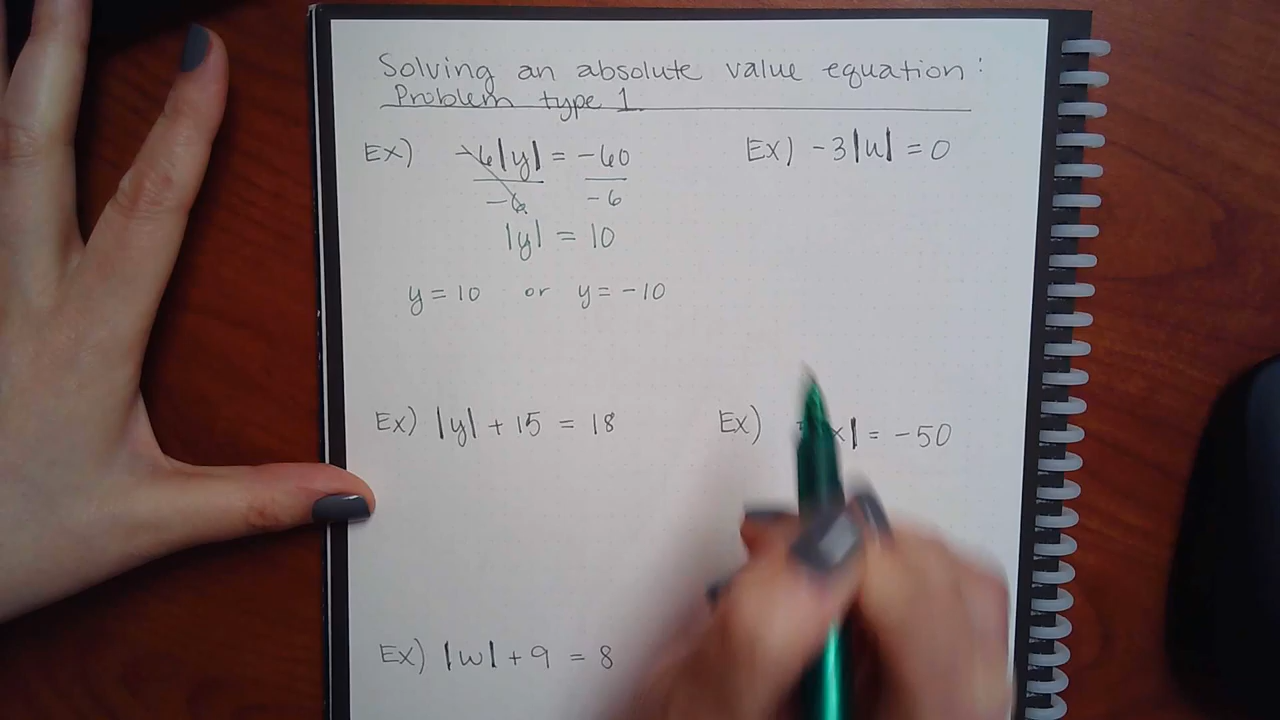 Solving an absolute value equation:
Problem type 1
Ex) -6|y| = -60
-6 -6
|y| = 10
y = 10 or y = -10
Ex) -3|u| = 0
Ex) |y| + 15 = 18
Ex) x| = -50
Ex) |w| + 9 = 8